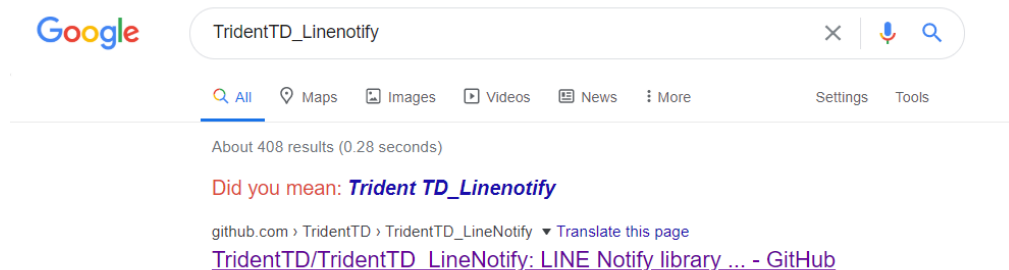 Google TridentTD_Linenotify
All Maps Images Videos News More Settings Tools
About 408 results (0.28 seconds)
Did you mean: Trident TD_Linenotify
github.com › TridentTD › TridentTD_LineNotify ▼ Translate this page
TridentTD/TridentTD_LineNotify: LINE Notify library ... - GitHub